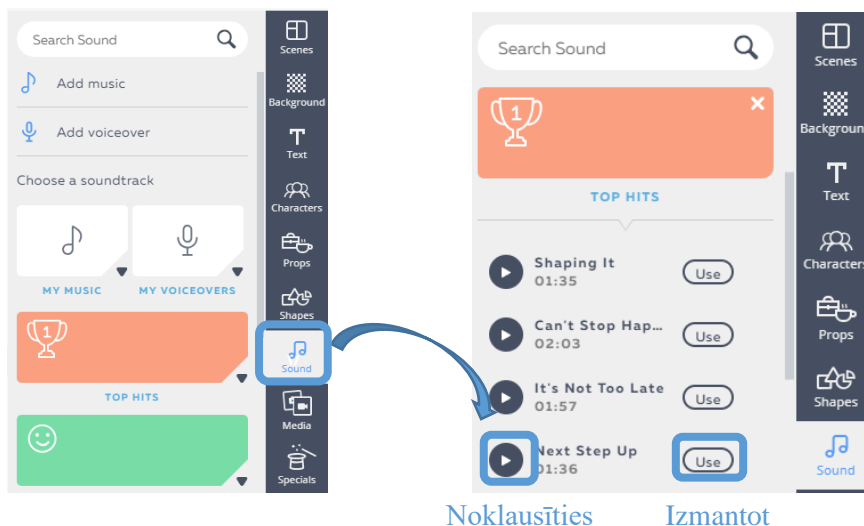 Search Sound
Add music
Add voiceover
Choose a soundtrack
MY MUSIC
MY VOICEOVERS
1
TOP HITS
Scenes
Background
Text
Characters
Props
Shapes
Sound
Media
Specials
Search Sound
1
TOP HITS
Shaping It
01:35
Use
Can't Stop Hap...
02:03
Use
It's Not Too Late
01:57
Use
Next Step Up
01:36
Use
Scenes
Backgroun
Text
Character
Props
Shapes
Sound
Noklausīties
Izmantot